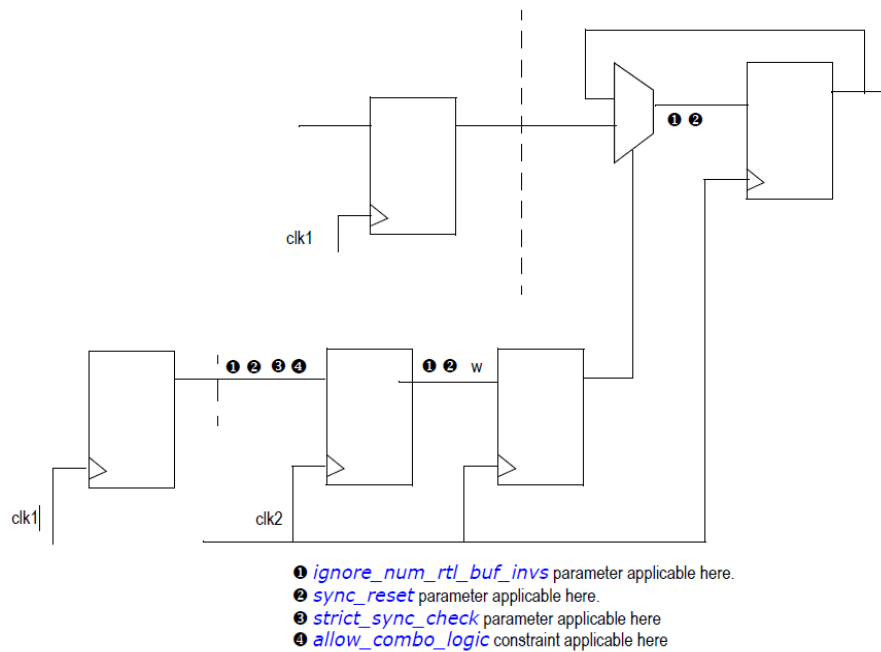 ❶ ❷
clk1
❶ ❷ ❸ ❹
❶ ❷ w
clk1
clk2
❶ ignore_num_rtl_buf_invs parameter applicable here.
❷ sync_reset parameter applicable here.
❸ strict_sync_check parameter applicable here
❹ allow_combo_logic constraint applicable here